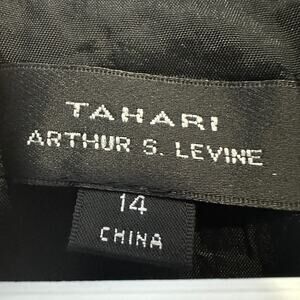 TAHARI
ARTHUR S. LEVINE
14
CHINA